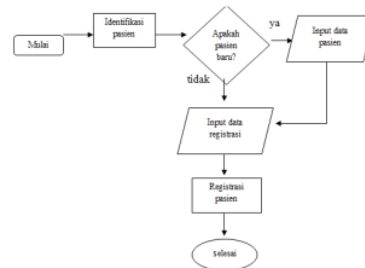 Mulai
Identifikasi
pasien
Apakah
pasien
baru?
ya
Input data
pasien
tidak
Input data
registrasi
Registrasi
pasien
selesai